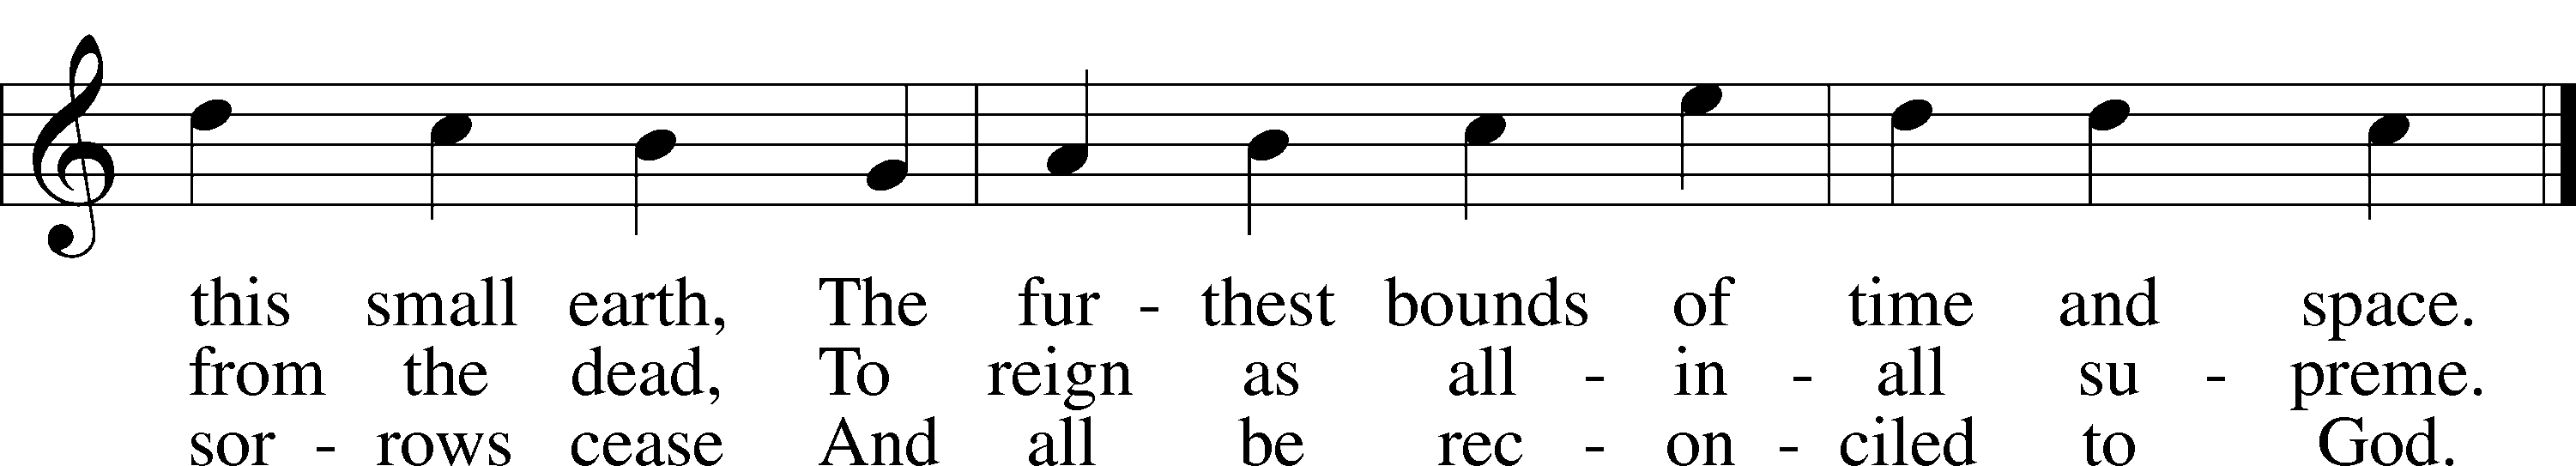 this small earth, The fur - thest bounds of time and space.
from the dead, To reign as all - in - all su - preme.
sor - rows cease And all be rec - on - ciled to God.